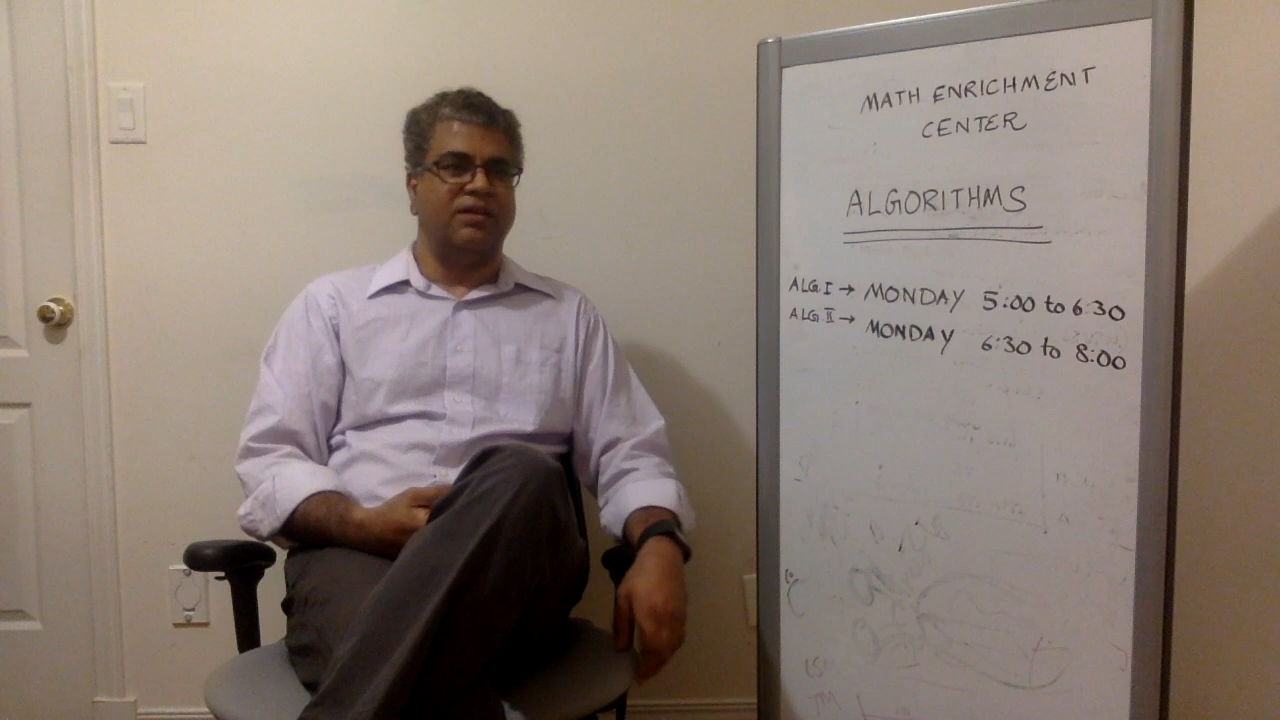 MATH ENRICHMENT
CENTER
ALGORITHMS
ALG.I → MONDAY 5:00 to 6:30
ALG.II → MONDAY 6:30 to 8:00